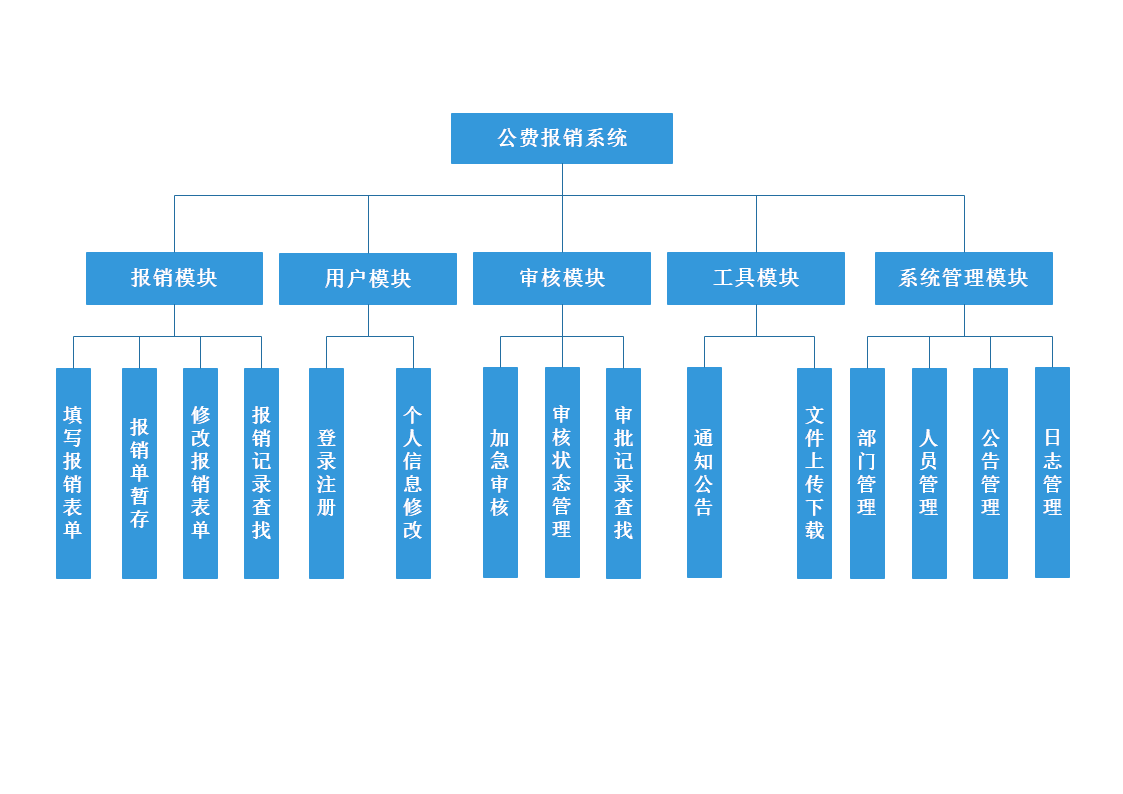 公费报销系统
报销模块
用户模块
审核模块
工具模块
系统管理模块
填写报销表单
报销单暂存
修改报销表单
报销记录查找
登录注册
个人信息修改
加急审核
审核状态管理
审批记录查找
通知公告
文件上传下载
部门管理
人员管理
公告管理
日志管理